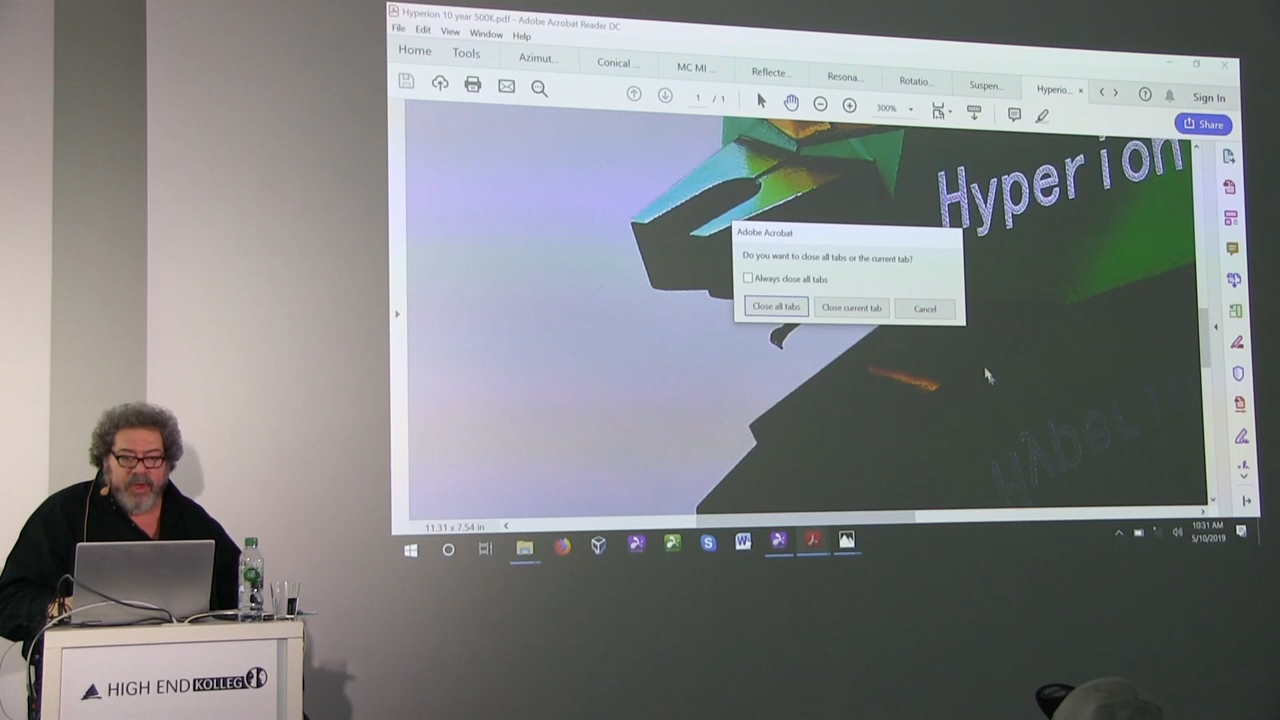 Hyperion 10 year 500K.pdf - Adobe Acrobat Reader DC
File Edit View Window Help
Home Tools Azimut... Conical ... MC MI ... Reflecte... Resona... Rotatio... Suspen... Hyperio... × Sign In
1 / 1 300% Share
Hyperion
Adobe Acrobat
Do you want to close all tabs or the current tab?
Always close all tabs
Close all tabs Close current tab Cancel
11.31 x 7.54 in
10:31 AM
5/10/2019
HIGH END KOLLEG